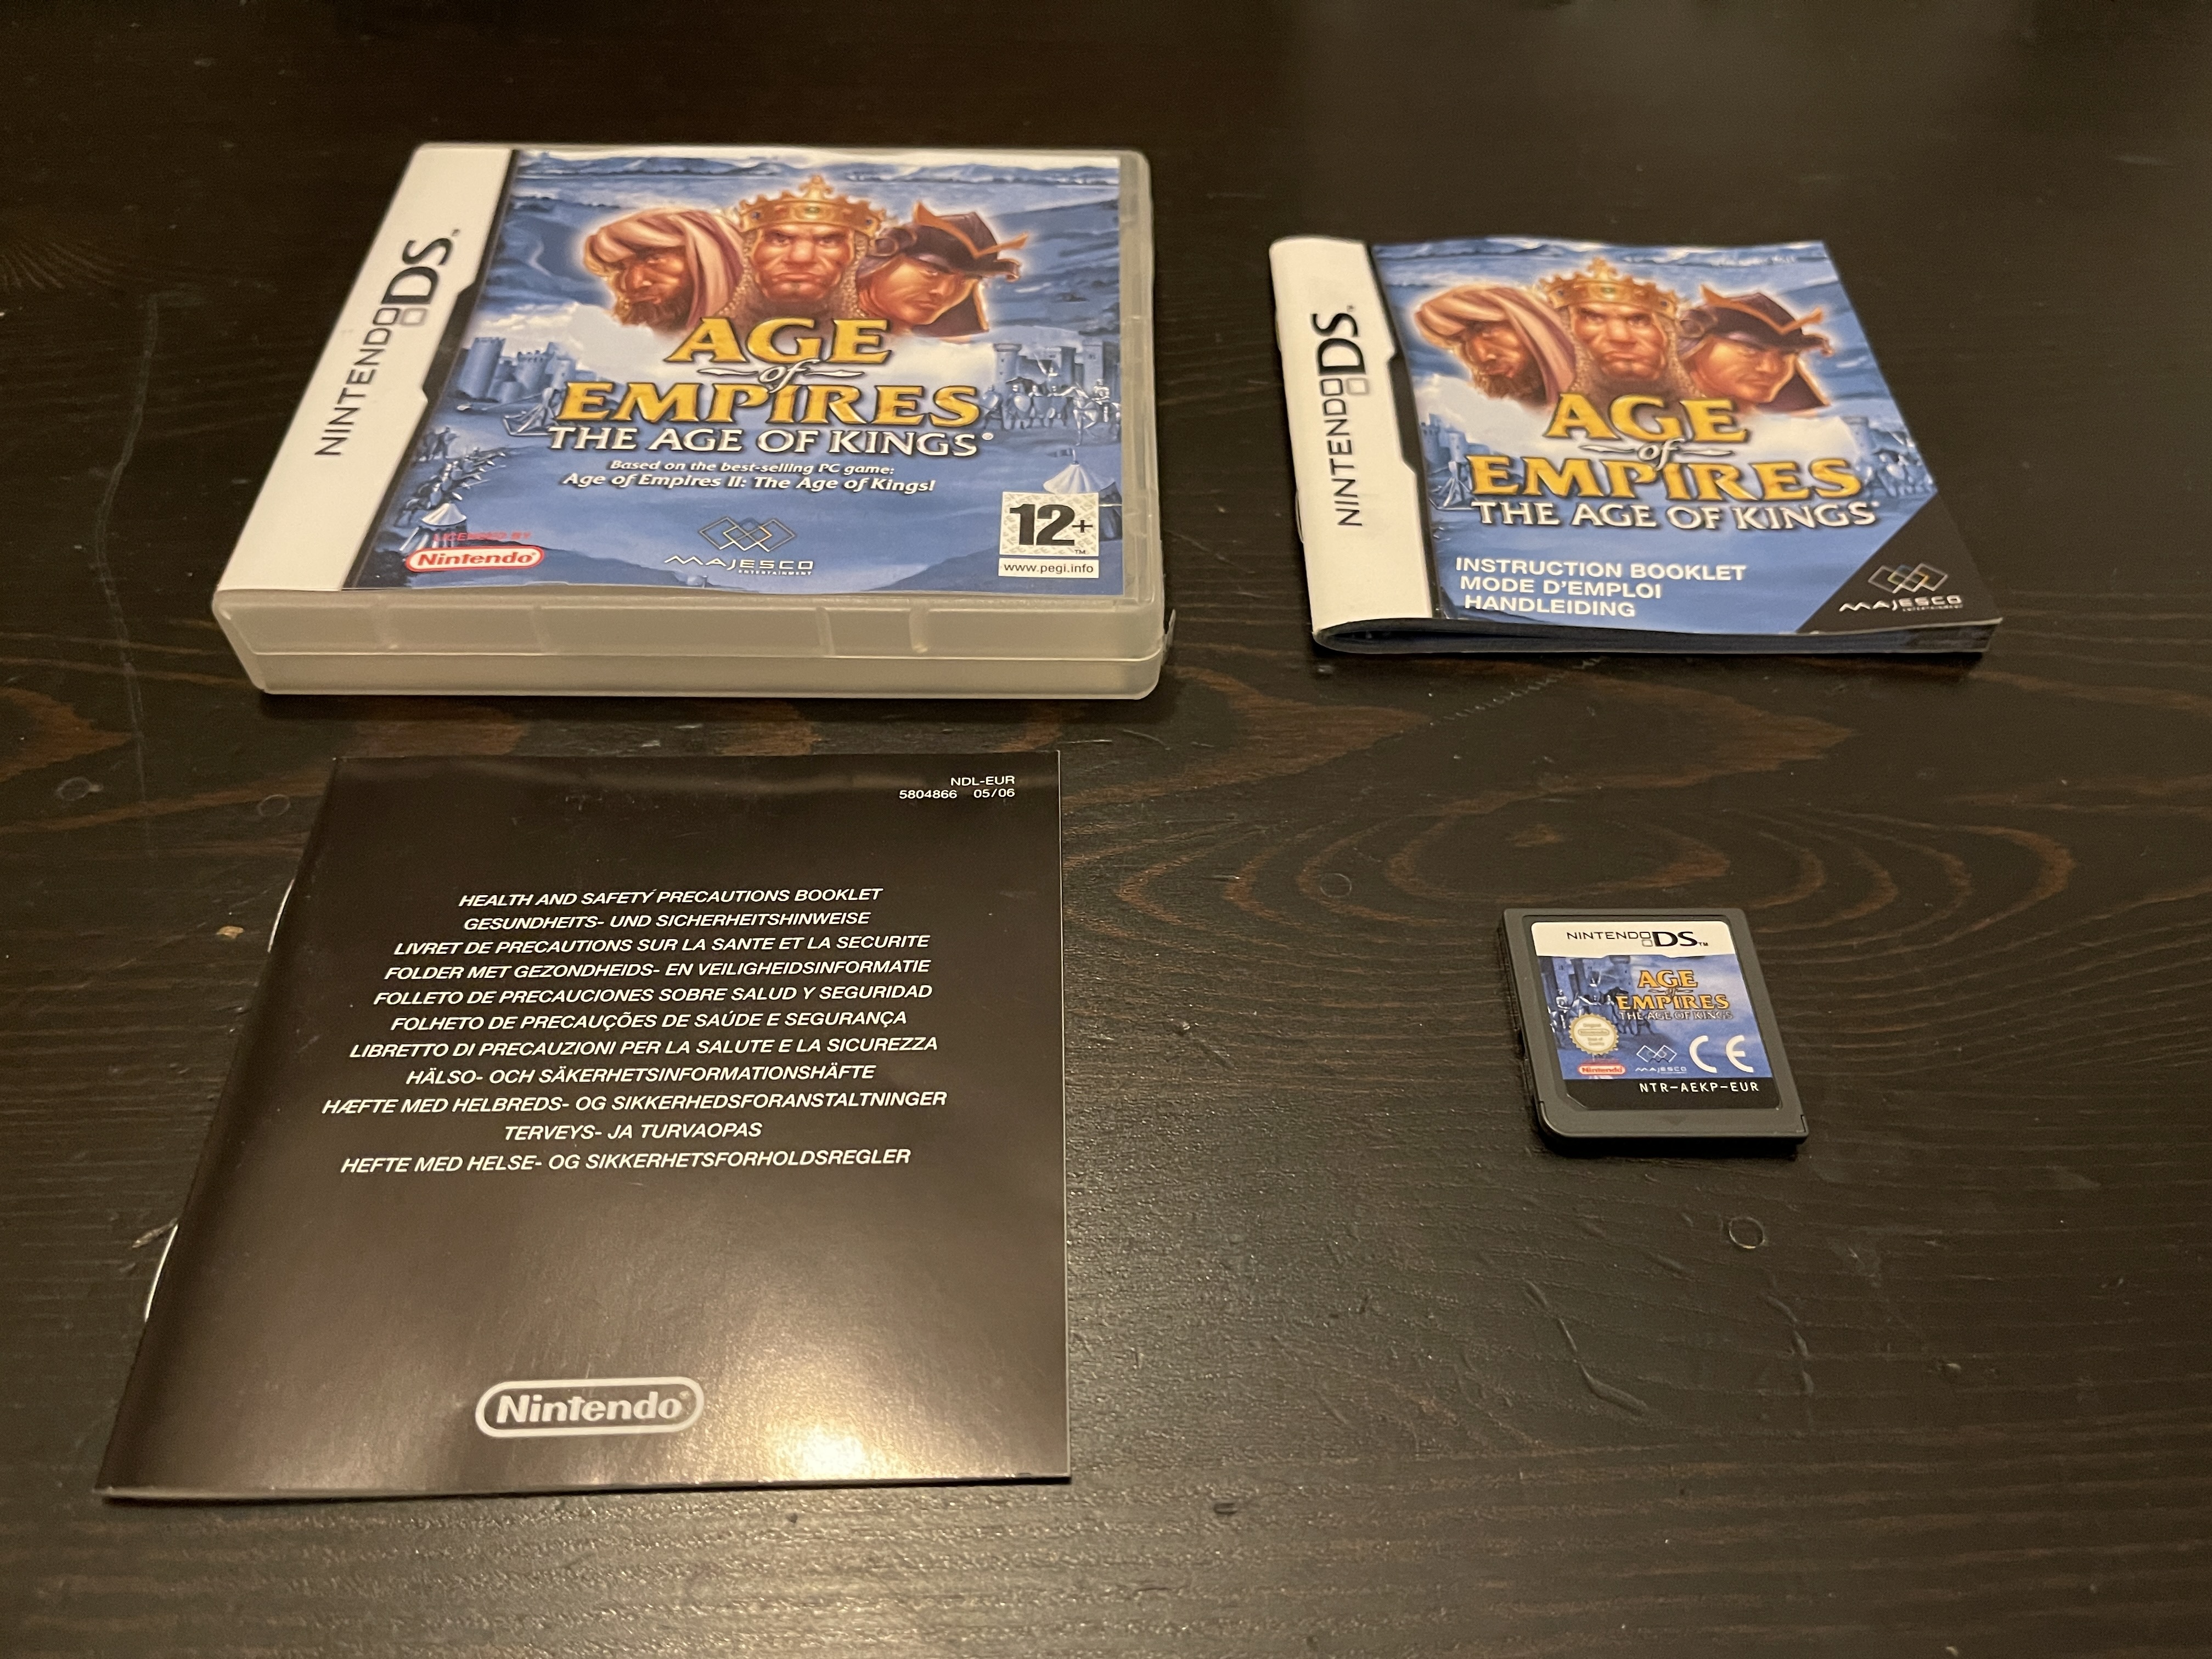 NINTENDO DS™
AGE
of
EMPIRES
THE AGE OF KINGS®
Based on the best-selling PC game:
Age of Empires II: The Age of Kings!
LICENSED BY
Nintendo®
MAJESCO
ENTERTAINMENT
12+
™
www.pegi.info
NINTENDO DS™
AGE
of
EMPIRES
THE AGE OF KINGS®
INSTRUCTION BOOKLET
MODE D'EMPLOI
HANDLEIDING
MAJESCO
ENTERTAINMENT
NDL-EUR
5804866 05/06
HEALTH AND SAFETY PRECAUTIONS BOOKLET
GESUNDHEITS- UND SICHERHEITSHINWEISE
LIVRET DE PRECAUTIONS SUR LA SANTE ET LA SECURITE
FOLDER MET GEZONDHEIDS- EN VEILIGHEIDSINFORMATIE
FOLLETO DE PRECAUCIONES SOBRE SALUD Y SEGURIDAD
FOLHETO DE PRECAUÇÕES DE SAÚDE E SEGURANÇA
LIBRETTO DI PRECAUZIONI PER LA SALUTE E LA SICUREZZA
HÄLSO- OCH SÄKERHETSINFORMATIONSHÄFTE
HÆFTE MED HELBREDS- OG SIKKERHEDSFORANSTALTNINGER
TERVEYS- JA TURVAOPAS
HEFTE MED HELSE- OG SIKKERHETSFORHOLDSREGLER
Nintendo®
NINTENDO DS™
AGE
of
EMPIRES
THE AGE OF KINGS
Nintendo
MAJESCO
CE
NTR-AEKP-EUR